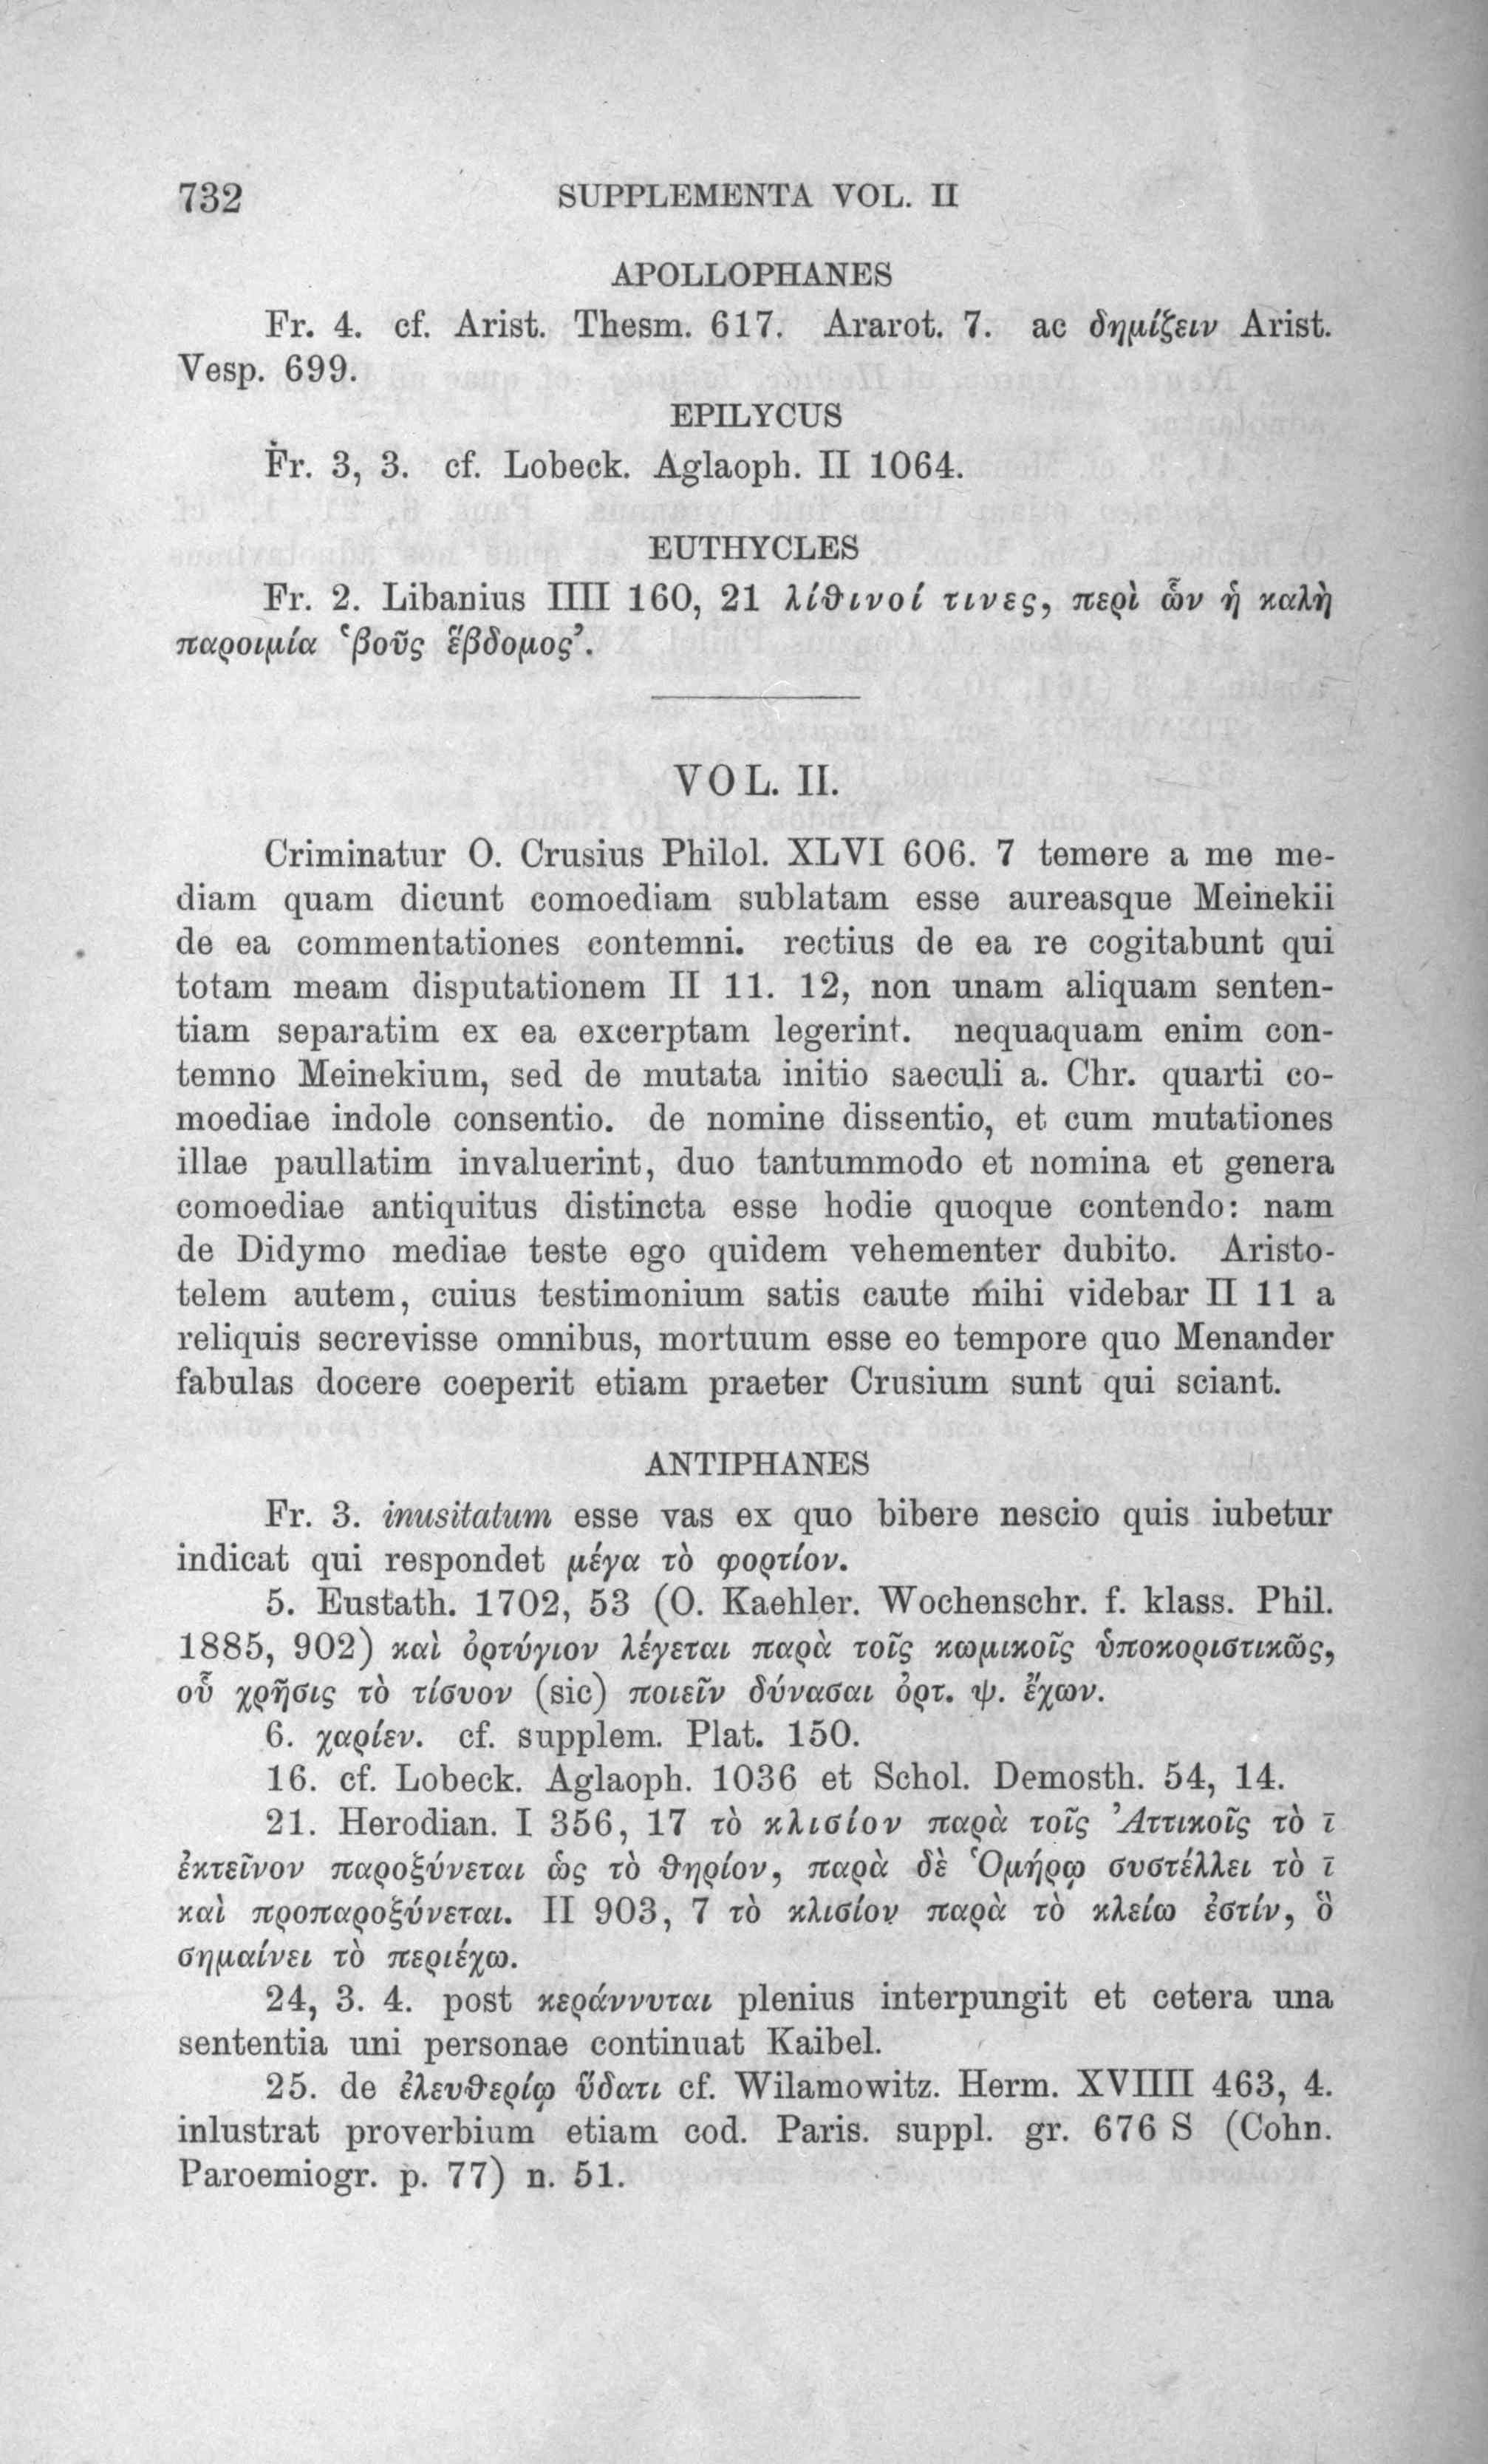 732 SUPPLEMENTA VOL. II
APOLLOPHANES
Fr. 4. cf. Arist. Thesm. 617. Ararot. 7. ac δημίζειν Arist.
Vesp. 699.
EPILYCUS
Fr. 3, 3. cf. Lobeck. Aglaoph. II 1064.
EUTHYCLES
Fr. 2. Libanius IIII 160, 21 λίθινοί τινες, περὶ ὧν ἡ καλὴ
παροιμία ‘βοῦς ἕβδομος’.
VOL. II.
Criminatur O. Crusius Philol. XLVI 606. 7 temere a me me-
diam quam dicunt comoediam sublatam esse aureasque Meinekii
de ea commentationes contemni. rectius de ea re cogitabunt qui
totam meam disputationem II 11. 12, non unam aliquam senten-
tiam separatim ex ea excerptam legerint. nequaquam enim con-
temno Meinekium, sed de mutata initio saeculi a. Chr. quarti co-
moediae indole consentio. de nomine dissentio, et cum mutationes
illae paullatim invaluerint, duo tantummodo et nomina et genera
comoediae antiquitus distincta esse hodie quoque contendo: nam
de Didymo mediae teste ego quidem vehementer dubito. Aristo-
telem autem, cuius testimonium satis caute mihi videbar II 11 a
reliquis secrevisse omnibus, mortuum esse eo tempore quo Menander
fabulas docere coeperit etiam praeter Crusium sunt qui sciant.
ANTIPHANES
Fr. 3. inusitatum esse vas ex quo bibere nescio quis iubetur
indicat qui respondet μέγα τὸ φορτίον.
5. Eustath. 1702, 53 (O. Kaehler. Wochenschr. f. klass. Phil.
1885, 902) καὶ ὀρτύγιον λέγεται παρὰ τοῖς κωμικοῖς ὑποκοριστικῶς,
οὗ χρῆσις τὸ τίσυον (sic) ποιεῖν δύνασαι ὀρτ. ψ. ἔχων.
6. χαρίεν. cf. supplem. Plat. 150.
16. cf. Lobeck. Aglaoph. 1036 et Schol. Demosth. 54, 14.
21. Herodian. I 356, 17 τὸ κλισίον παρὰ τοῖς Ἀττικοῖς τὸ ῑ
ἐκτεῖνον παροξύνεται ὡς τὸ θηρίον, παρὰ δὲ Ὁμήρῳ συστέλλει τὸ ῑ
καὶ προπαροξύνεται. II 903, 7 τὸ κλισίον παρὰ τὸ κλείω ἐστίν, ὃ
σημαίνει τὸ περιέχω.
24, 3. 4. post κεράννυται plenius interpungit et cetera una
sententia uni personae continuat Kaibel.
25. de ἐλευθερίῳ ὕδατι cf. Wilamowitz. Herm. XVIIII 463, 4.
inlustrat proverbium etiam cod. Paris. suppl. gr. 676 S (Cohn.
Paroemiogr. p. 77) n. 51.